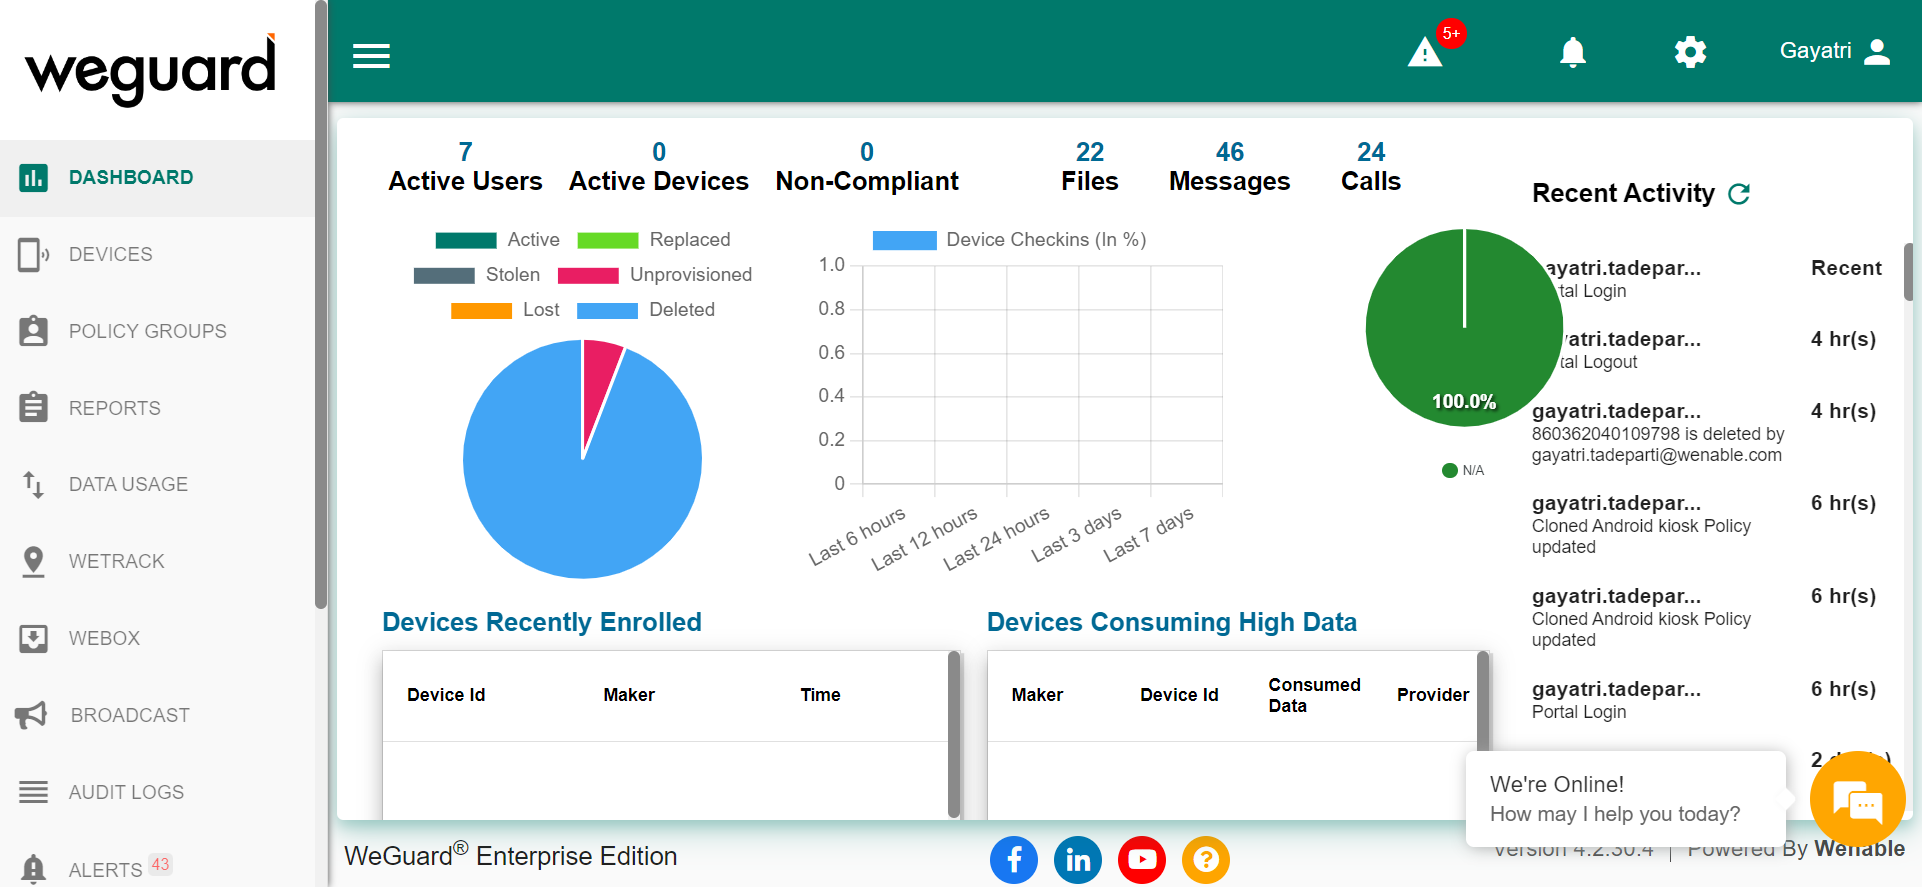 weguard
5+
Gayatri
DASHBOARD
DEVICES
POLICY GROUPS
REPORTS
DATA USAGE
WETRACK
WEBOX
BROADCAST
AUDIT LOGS
ALERTS 43
7
Active Users
0
Active Devices
0
Non-Compliant
22
Files
46
Messages
24
Calls
Active
Replaced
Stolen
Unprovisioned
Lost
Deleted
Device Checkins (In %)
1.0
0.8
0.6
0.4
0.2
0
Last 6 hours
Last 12 hours
Last 24 hours
Last 3 days
Last 7 days
100.0%
N/A
Recent Activity
ayatri.tadepar... Recent
tal Login
atri.tadepar... 4 hr(s)
tal Logout
gayatri.tadepar... 4 hr(s)
860362040109798 is deleted by
gayatri.tadeparti@wenable.com
gayatri.tadepar... 6 hr(s)
Cloned Android kiosk Policy
updated
gayatri.tadepar... 6 hr(s)
Cloned Android kiosk Policy
updated
gayatri.tadepar... 6 hr(s)
Portal Login
2
Devices Recently Enrolled
Device Id Maker Time
Devices Consuming High Data
Maker Device Id Consumed Data Provider
We're Online!
How may I help you today?
WeGuard® Enterprise Edition
Version 4.2.30.4 | Powered By Wenable